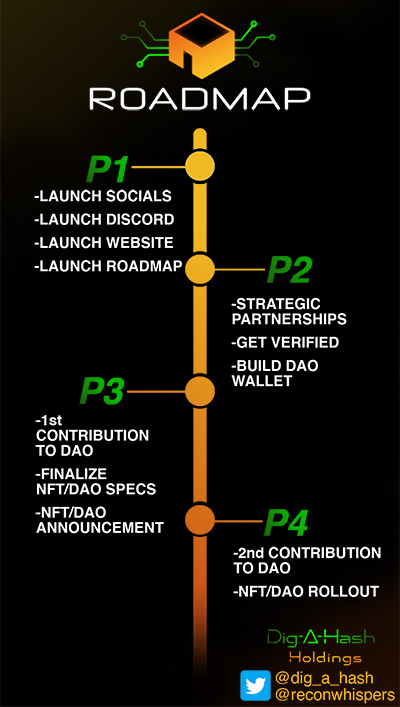 ROADMAP
P1
-LAUNCH SOCIALS
-LAUNCH DISCORD
-LAUNCH WEBSITE
-LAUNCH ROADMAP
P2
-STRATEGIC
PARTNERSHIPS
-GET VERIFIED
-BUILD DAO
WALLET
P3
-1st
CONTRIBUTION
TO DAO
-FINALIZE
NFT/DAO SPECS
-NFT/DAO
ANNOUNCEMENT
P4
-2nd CONTRIBUTION
TO DAO
-NFT/DAO ROLLOUT
Dig-A-Hash
Holdings
@dig_a_hash
@reconwhispers